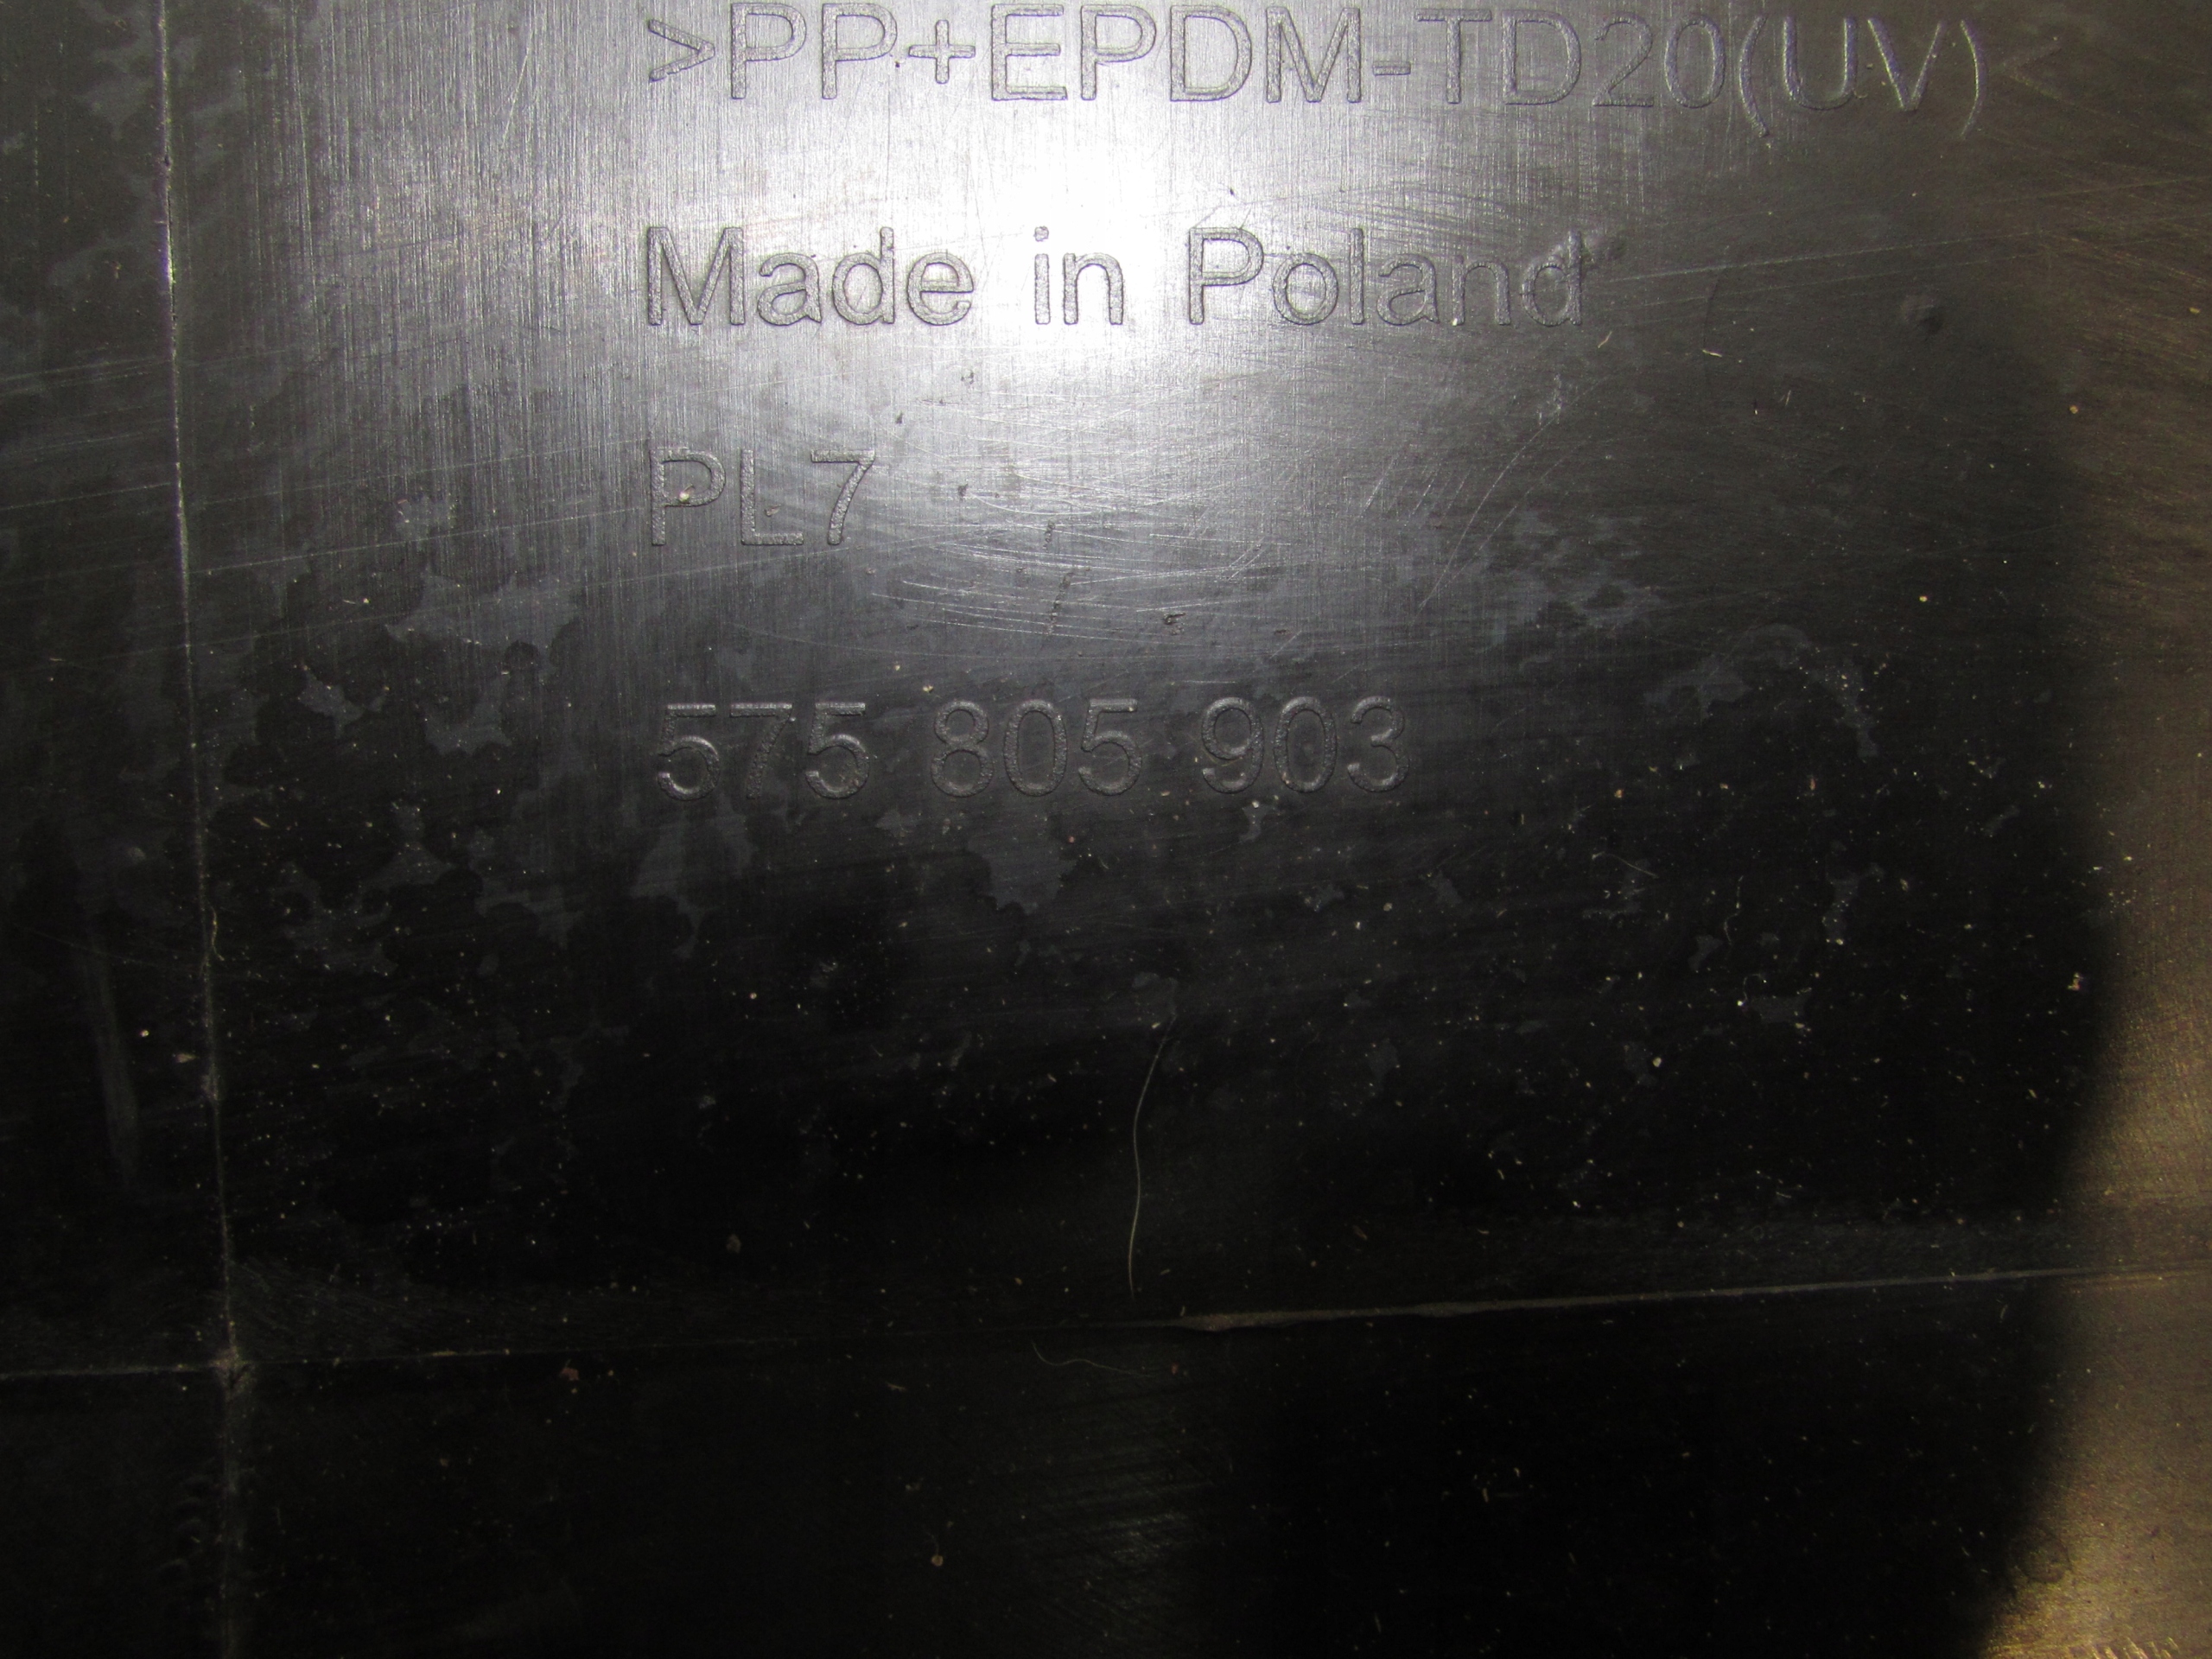 >PP+EPDM-TD20(UV)<
Made in Poland
PL7
575 805 903